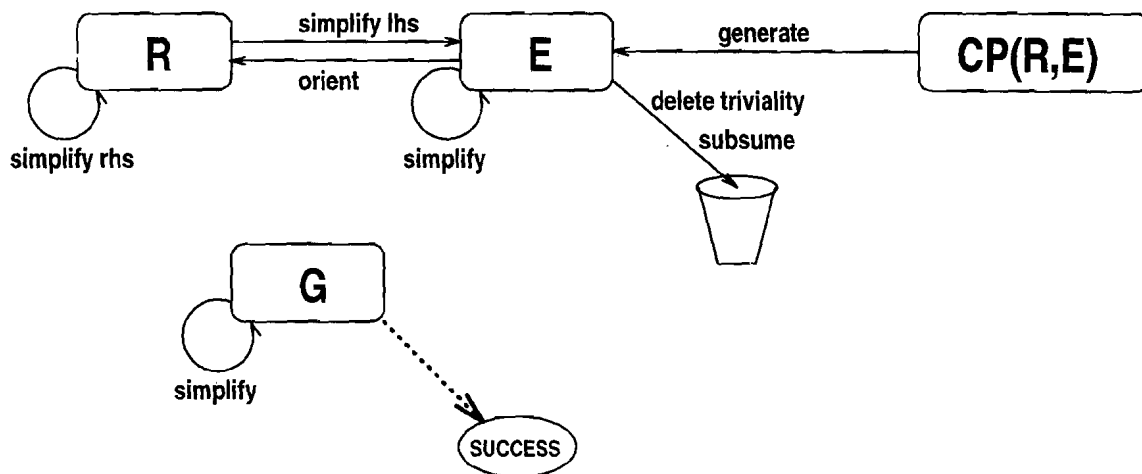 simplify lhs
generate
R
E
CP(R,E)
orient
delete triviality
subsume
simplify rhs
simplify
G
simplify
SUCCESS